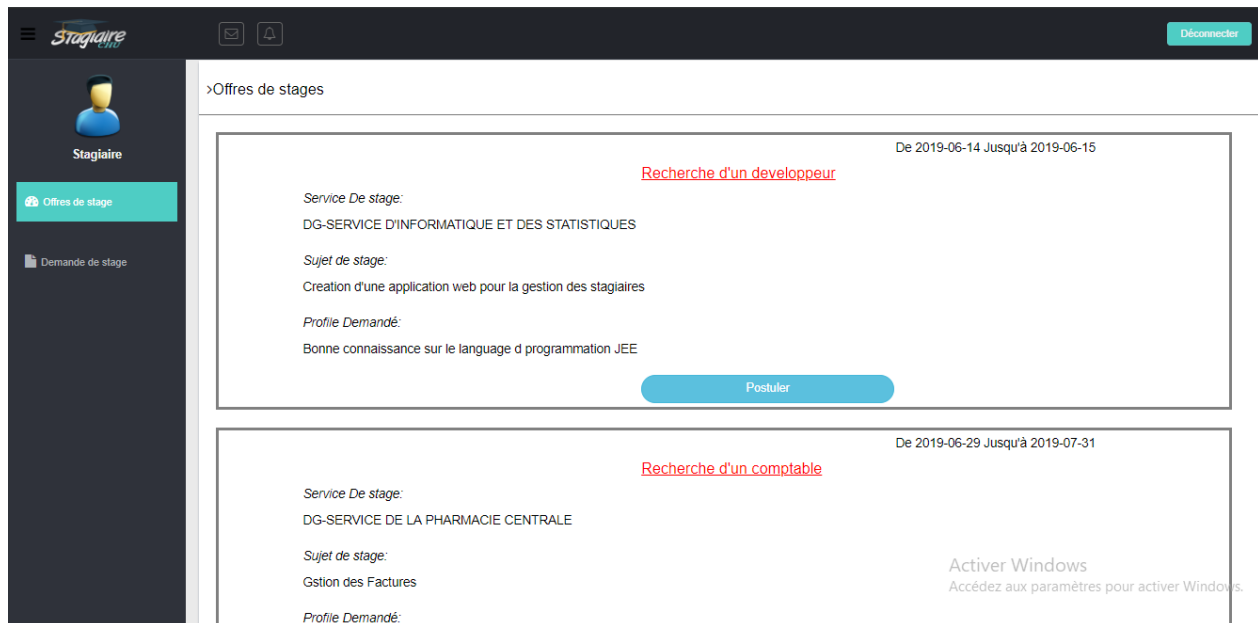 Stagiaire
CHU
Déconnecter
Stagiaire
Offres de stage
Demande de stage
>Offres de stages
De 2019-06-14 Jusqu'à 2019-06-15
Recherche d'un developpeur
Service De stage:
DG-SERVICE D'INFORMATIQUE ET DES STATISTIQUES
Sujet de stage:
Creation d'une application web pour la gestion des stagiaires
Profile Demandé:
Bonne connaissance sur le language d programmation JEE
Postuler
De 2019-06-29 Jusqu'à 2019-07-31
Recherche d'un comptable
Service De stage:
DG-SERVICE DE LA PHARMACIE CENTRALE
Sujet de stage:
Gstion des Factures
Profile Demandé:
Activer Windows
Accédez aux paramètres pour activer Windows.